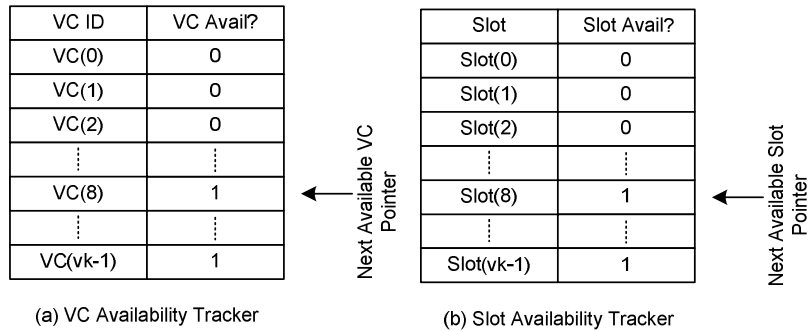 VC ID VC Avail?
VC(0) 0
VC(1) 0
VC(2) 0
VC(8) 1
VC(vk-1) 1
Next Available VC
Pointer
(a) VC Availability Tracker
Slot Slot Avail?
Slot(0) 0
Slot(1) 0
Slot(2) 0
Slot(8) 1
Slot(vk-1) 1
Next Available Slot
Pointer
(b) Slot Availability Tracker